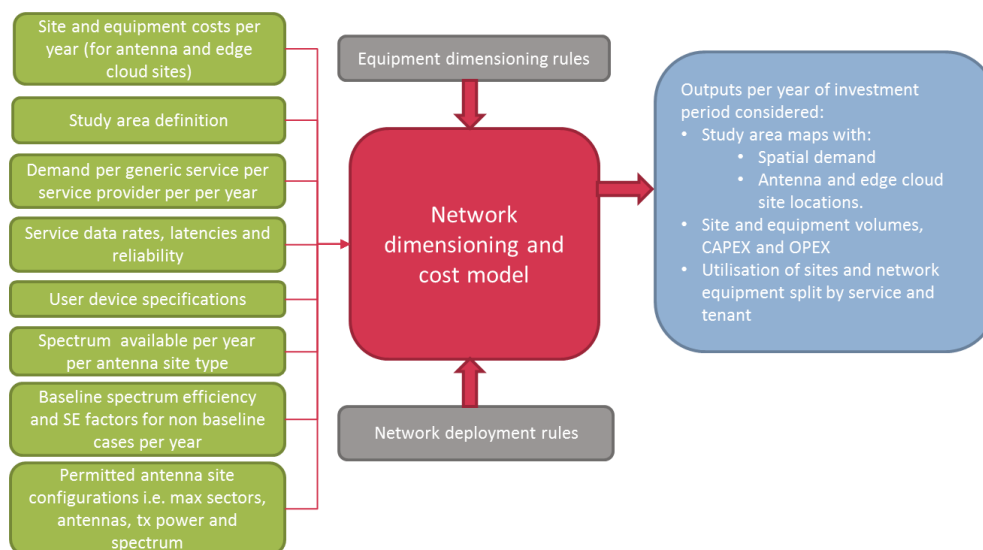 Site and equipment costs per
year (for antenna and edge
cloud sites)
Study area definition
Demand per generic service per
service provider per per year
Service data rates, latencies and
reliability
User device specifications
Spectrum available per year
per antenna site type
Baseline spectrum efficiency
and SE factors for non baseline
cases per year
Permitted antenna site
configurations i.e. max sectors,
antennas, tx power and
spectrum
Equipment dimensioning rules
Network
dimensioning and
cost model
Network deployment rules
Outputs per year of investment
period considered:
• Study area maps with:
• Spatial demand
• Antenna and edge cloud
site locations.
• Site and equipment volumes,
CAPEX and OPEX
• Utilisation of sites and network
equipment split by service and
tenant